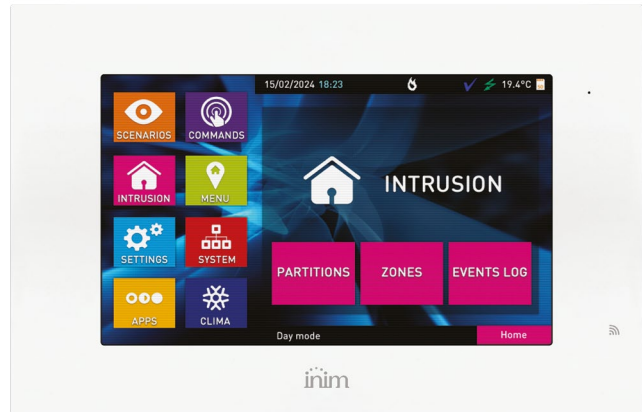 15/02/2024 18:23
19.4°C
SCENARIOS
COMMANDS
INTRUSION
MENU
SETTINGS
SYSTEM
APPS
CLIMA
INTRUSION
PARTITIONS
ZONES
EVENTS LOG
Day mode
Home
inim